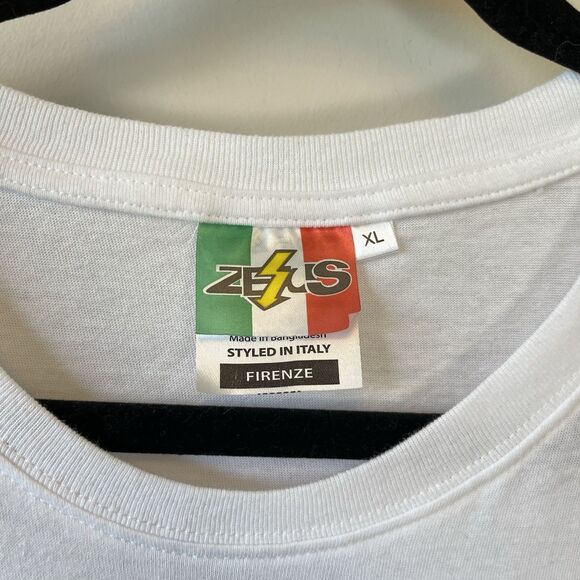 XL
ZEUS
Made in Bangladesh
STYLED IN ITALY
FIRENZE